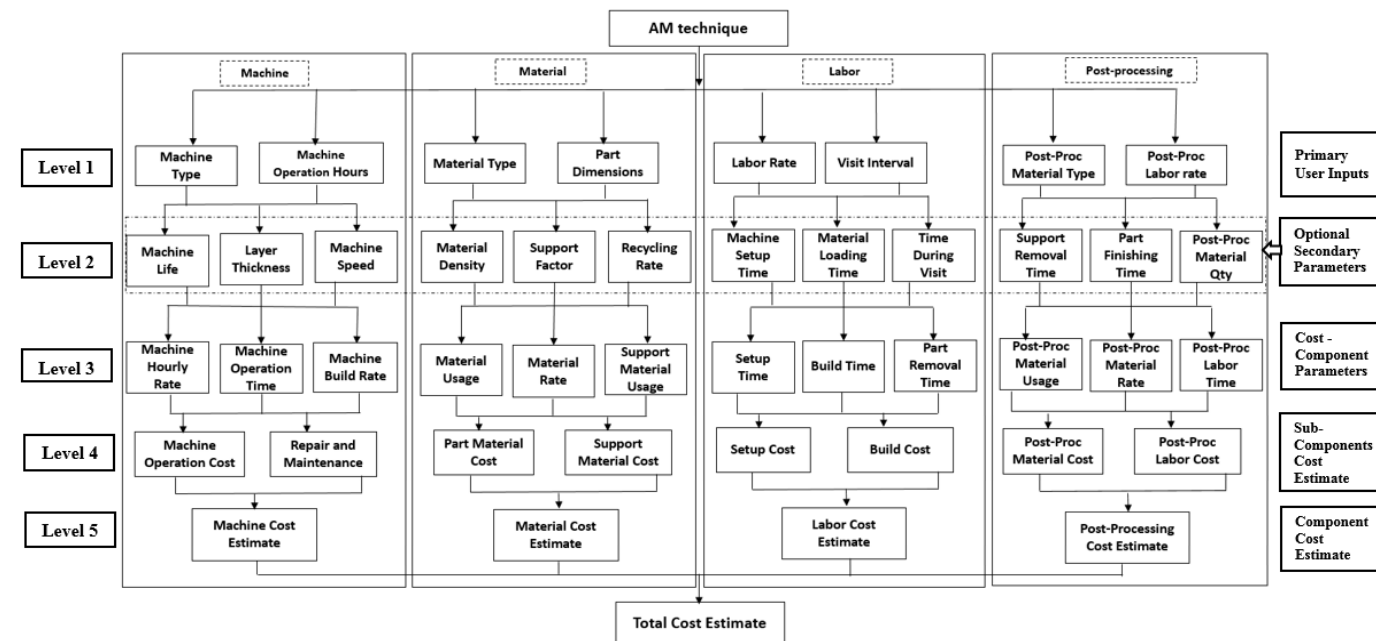 AM technique
Machine
Material
Labor
Post-processing
Level 1
Machine
Type
Machine
Operation Hours
Material Type
Part
Dimensions
Labor Rate
Visit Interval
Post-Proc
Material Type
Post-Proc
Labor rate
Primary
User Inputs
Level 2
Machine
Life
Layer
Thickness
Machine
Speed
Material
Density
Support
Factor
Recycling
Rate
Machine
Setup
Time
Material
Loading
Time
Time
During
Visit
Support
Removal
Time
Part
Finishing
Time
Post-Proc
Material
Qty
Optional
Secondary
Parameters
Level 3
Machine
Hourly
Rate
Machine
Operation
Time
Machine
Build Rate
Material
Usage
Material
Rate
Support
Material
Usage
Setup
Time
Build Time
Part
Removal
Time
Post-Proc
Material
Usage
Post-Proc
Material
Rate
Post-Proc
Labor
Time
Cost -
Component
Parameters
Level 4
Machine
Operation Cost
Repair and
Maintenance
Part Material
Cost
Support
Material Cost
Setup Cost
Build Cost
Post-Proc
Material Cost
Post-Proc
Labor Cost
Sub-
Components
Cost
Estimate
Level 5
Machine Cost
Estimate
Material Cost
Estimate
Labor Cost
Estimate
Post-Processing
Cost Estimate
Component
Cost
Estimate
Total Cost Estimate